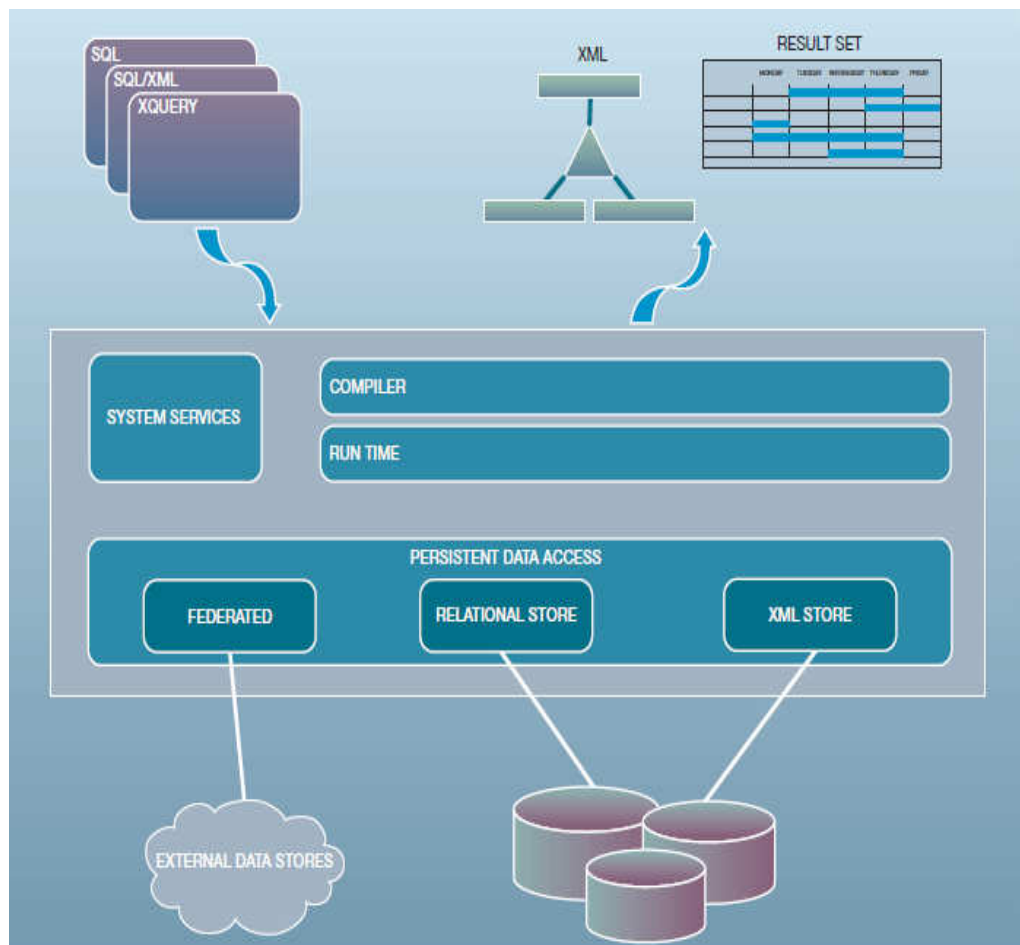 SQL
SQL/XML
XQUERY
XML
RESULT SET
MONDAY TUESDAY WEDNESDAY THURSDAY FRIDAY
SYSTEM SERVICES
COMPILER
RUN TIME
PERSISTENT DATA ACCESS
FEDERATED
RELATIONAL STORE
XML STORE
EXTERNAL DATA STORES